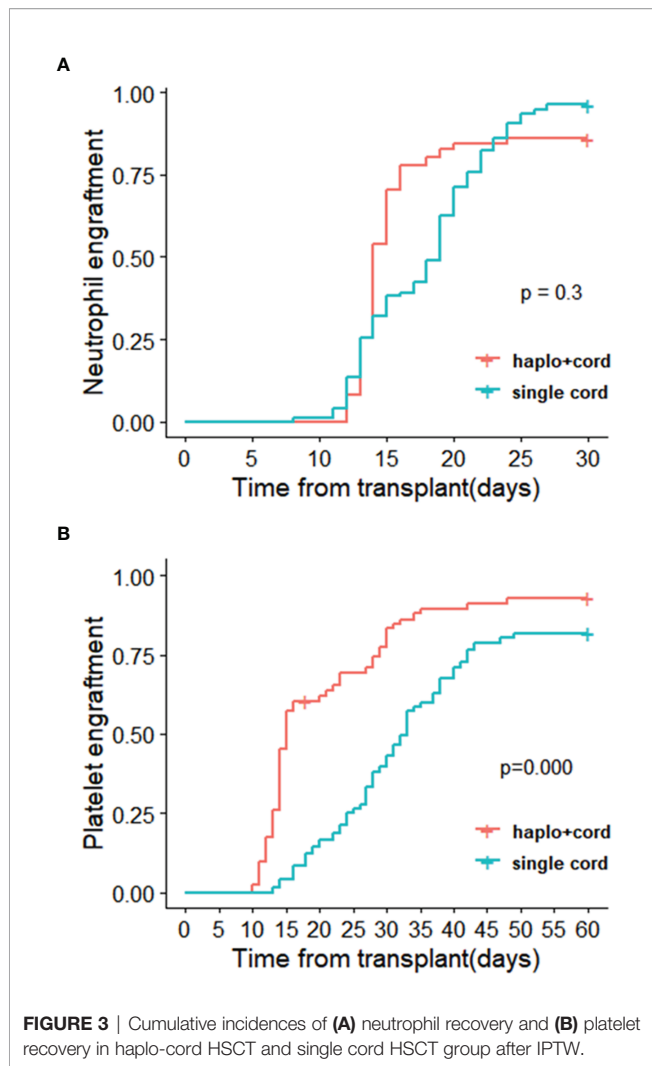 A
Neutrophil engraftment
1.00
0.75
0.50
0.25
0.00
p = 0.3
haplo+cord
single cord
0 5 10 15 20 25 30
Time from transplant(days)
B
Platelet engraftment
1.00
0.75
0.50
0.25
0.00
p=0.000
haplo+cord
single cord
0 5 10 15 20 25 30 35 40 45 50 55 60
Time from transplant(days)
FIGURE 3 | Cumulative incidences of (A) neutrophil recovery and (B) platelet
recovery in haplo-cord HSCT and single cord HSCT group after IPTW.